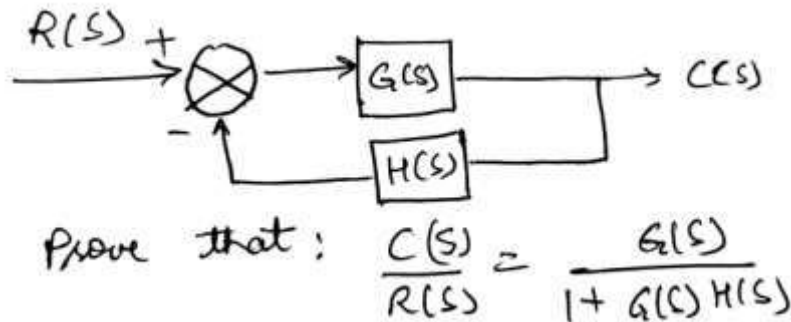 R(S) +
G(S) C(S)
-
H(S)
Prove that: C(S) / R(S) = G(S) / 1 + G(S) H(S)